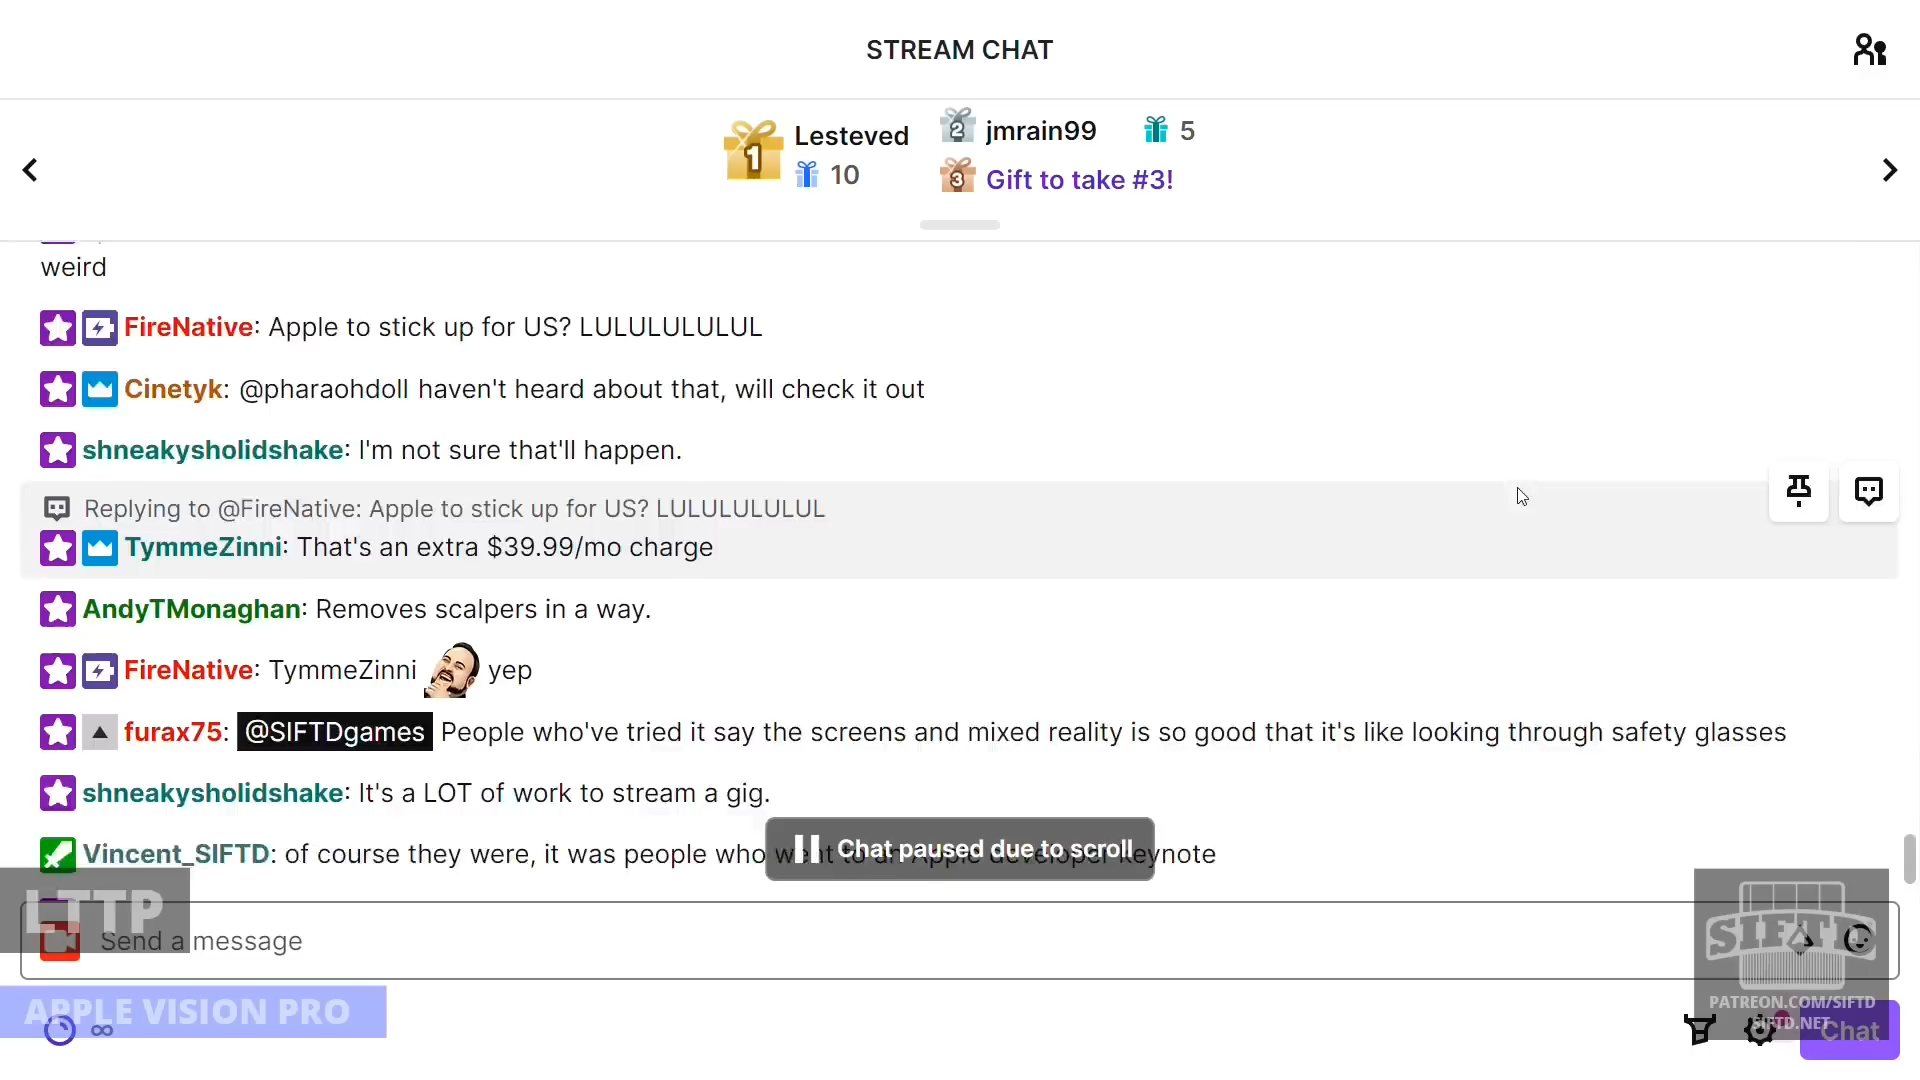 STREAM CHAT
1 Lesteved
10
2 jmrain99 5
3 Gift to take #3!
weird
FireNative: Apple to stick up for US? LULULULULUL
Cinetyk: @pharaohdoll haven't heard about that, will check it out
shneakysholidshake: I'm not sure that'll happen.
Replying to @FireNative: Apple to stick up for US? LULULULULUL
TymmeZinni: That's an extra $39.99/mo charge
AndyTMonaghan: Removes scalpers in a way.
FireNative: TymmeZinni yep
furax75: @SIFTDgames People who've tried it say the screens and mixed reality is so good that it's like looking through safety glasses
shneakysholidshake: It's a LOT of work to stream a gig.
Vincent_SIFTD: of course they were, it was people who went to an Apple developer keynote
Chat paused due to scroll
LTTP
Send a message
SIFTD
APPLE VISION PRO
PATREON.COM/SIFTD
SIFTD.NET
Chat